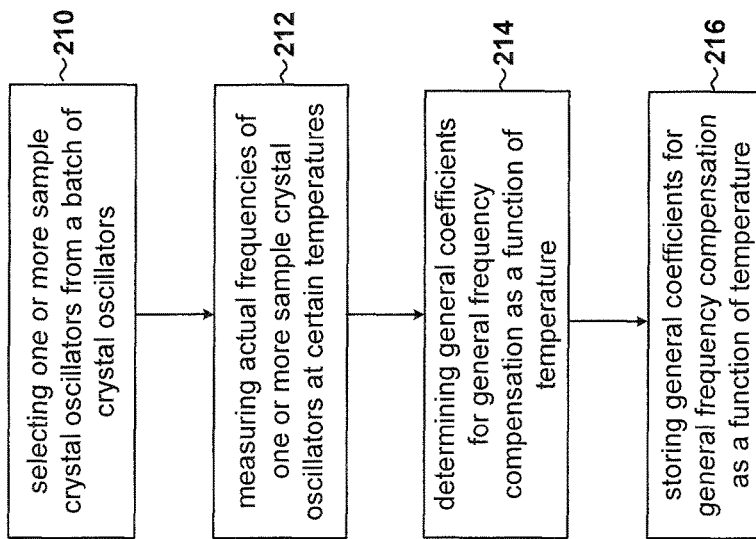 selecting one or more sample
crystal oscillators from a batch of
crystal oscillators
210
measuring actual frequencies of
one or more sample crystal
oscillators at certain temperatures
212
determining general coefficients
for general frequency
compensation as a function of
temperature
214
storing general coefficients for
general frequency compensation
as a function of temperature
216